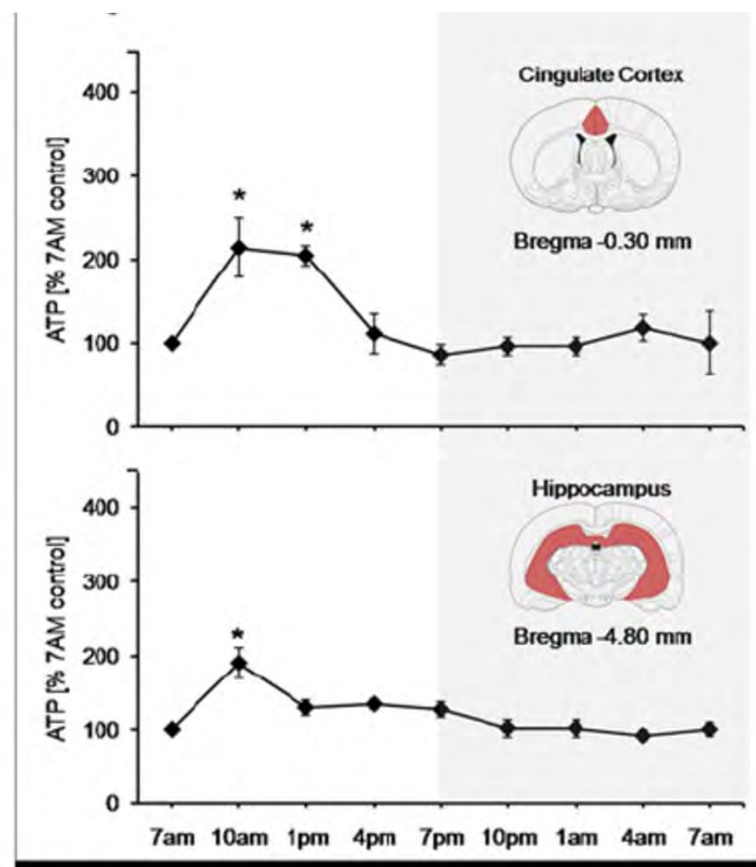 400
300
200
100
0
ATP [% 7AM control]
* *
Cingulate Cortex
Bregma -0.30 mm
400
300
200
100
0
ATP [% 7AM control]
*
Hippocampus
Bregma -4.80 mm
7am 10am 1pm 4pm 7pm 10pm 1am 4am 7am